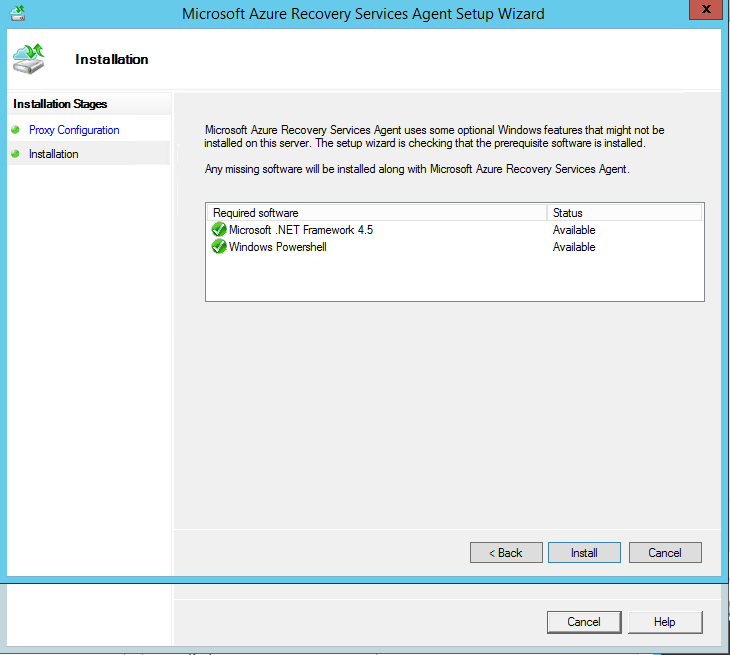 Microsoft Azure Recovery Services Agent Setup Wizard
x
Installation
Installation Stages
Proxy Configuration
Installation
Microsoft Azure Recovery Services Agent uses some optional Windows features that might not be
installed on this server. The setup wizard is checking that the prerequisite software is installed.
Any missing software will be installed along with Microsoft Azure Recovery Services Agent.
Required software Status
Microsoft .NET Framework 4.5 Available
Windows Powershell Available
< Back Install Cancel
Cancel Help